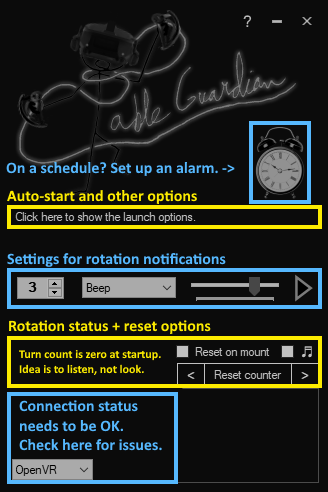 ?
Cable Guardian
On a schedule? Set up an alarm. ->
Auto-start and other options
Click here to show the launch options.
Settings for rotation notifications
3 Beep
Rotation status + reset options
Turn count is zero at startup.
Idea is to listen, not look.
Reset on mount
< Reset counter >
Connection status
needs to be OK.
Check here for issues.
OpenVR